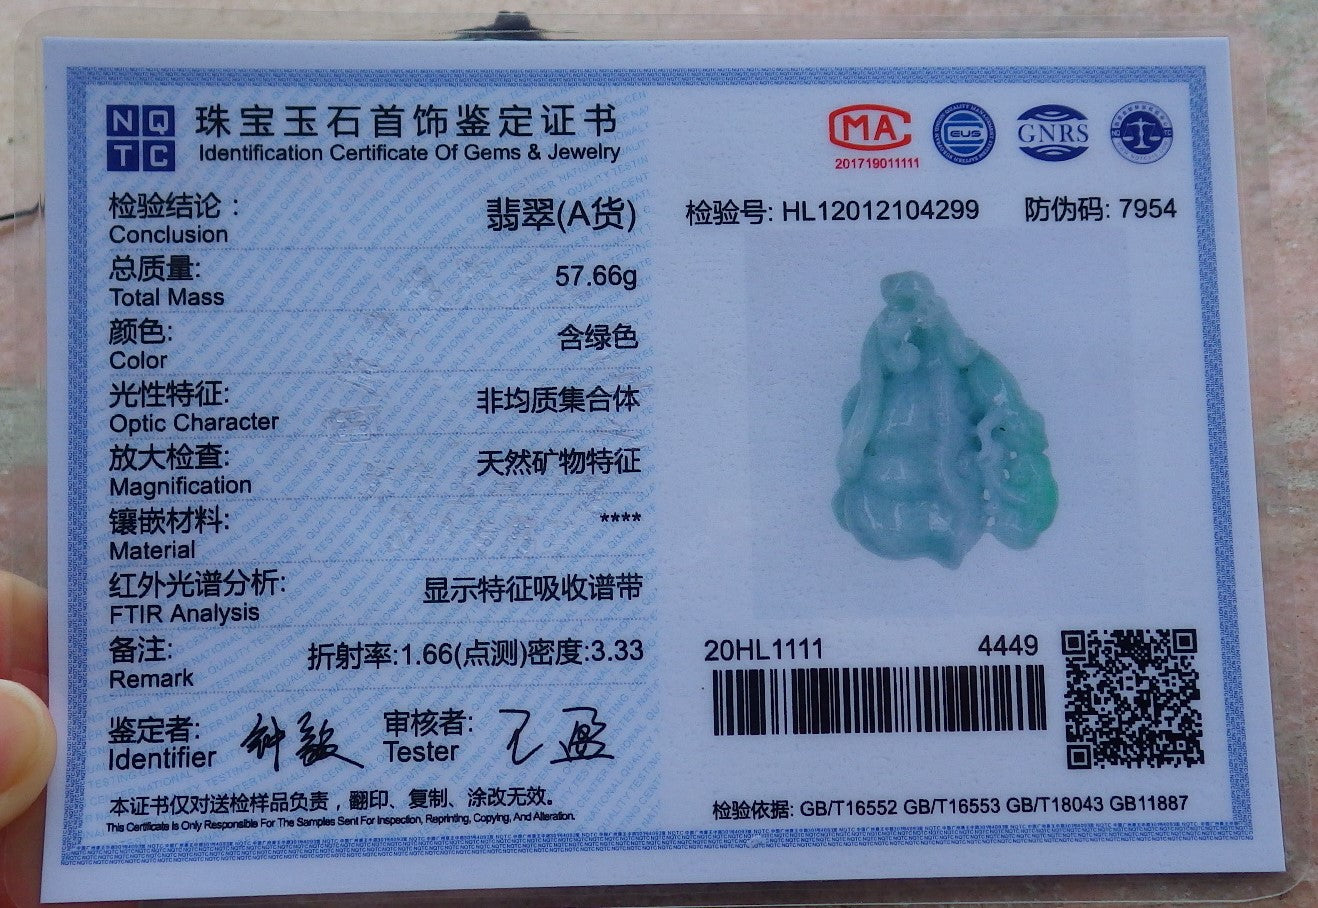 NQ
TC
珠宝玉石首饰鉴定证书
Identification Certificate Of Gems & Jewelry
MA
201719011111
CGUS
GNRS
检验结论： 翡翠(A货)
Conclusion
总质量: 57.66g
Total Mass
颜色: 含绿色
Color
光性特征: 非均质集合体
Optic Character
放大检查: 天然矿物特征
Magnification
镶嵌材料: ****
Material
红外光谱分析: 显示特征吸收谱带
FTIR Analysis
备注: 折射率:1.66(点测)密度:3.33
Remark
鉴定者:
Identifier
审核者:
Tester
本证书仅对送检样品负责，翻印、复制、涂改无效。
This Certificate Is Only Responsible For The Samples Sent For Inspection, Reprinting, Copying, And Alteration.
检验号: HL12012104299 防伪码: 7954
20HL1111 4449
检验依据: GB/T16552 GB/T16553 GB/T18043 GB11887